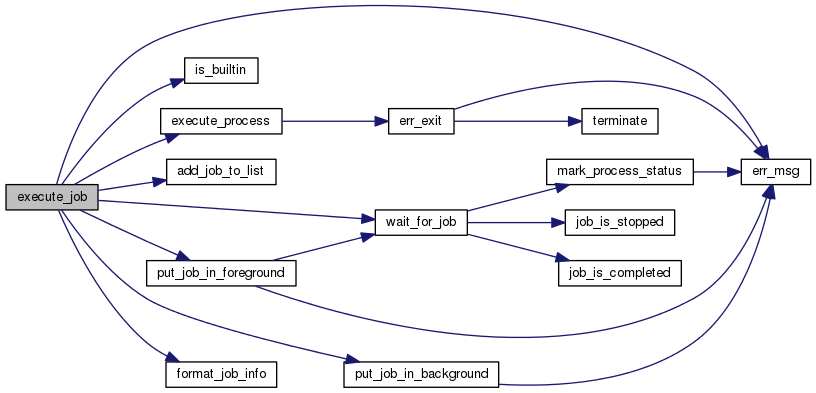 is_builtin
execute_process
err_exit
terminate
add_job_to_list
mark_process_status
err_msg
execute_job
wait_for_job
job_is_stopped
put_job_in_foreground
job_is_completed
format_job_info
put_job_in_background